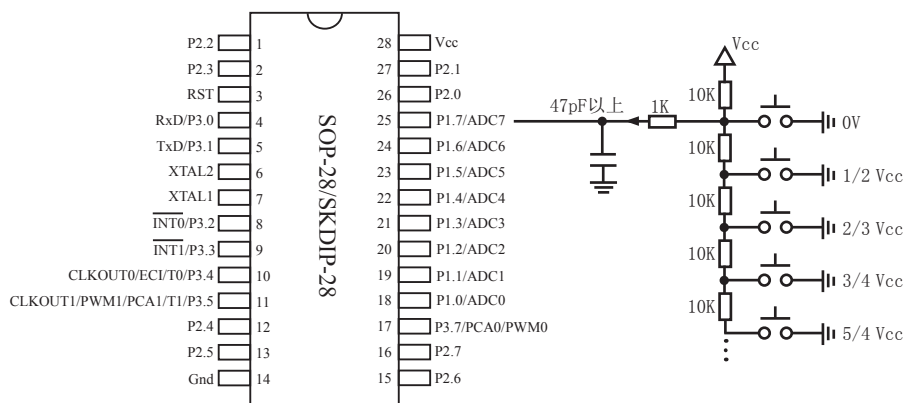 P2.2 1
P2.3 2
RST 3
RxD/P3.0 4
TxD/P3.1 5
XTAL2 6
XTAL1 7
INT0/P3.2 8
INT1/P3.3 9
CLKOUT0/ECI/T0/P3.4 10
CLKOUT1/PWM1/PCA1/T1/P3.5 11
P2.4 12
P2.5 13
Gnd 14
SOP-28/SKDIP-28
28 Vcc
27 P2.1
26 P2.0
25 P1.7/ADC7
24 P1.6/ADC6
23 P1.5/ADC5
22 P1.4/ADC4
21 P1.3/ADC3
20 P1.2/ADC2
19 P1.1/ADC1
18 P1.0/ADC0
17 P3.7/PCA0/PWM0
16 P2.7
15 P2.6
47pF以上
1K
Vcc
10K
0V
10K
1/2 Vcc
10K
2/3 Vcc
10K
3/4 Vcc
10K
5/4 Vcc